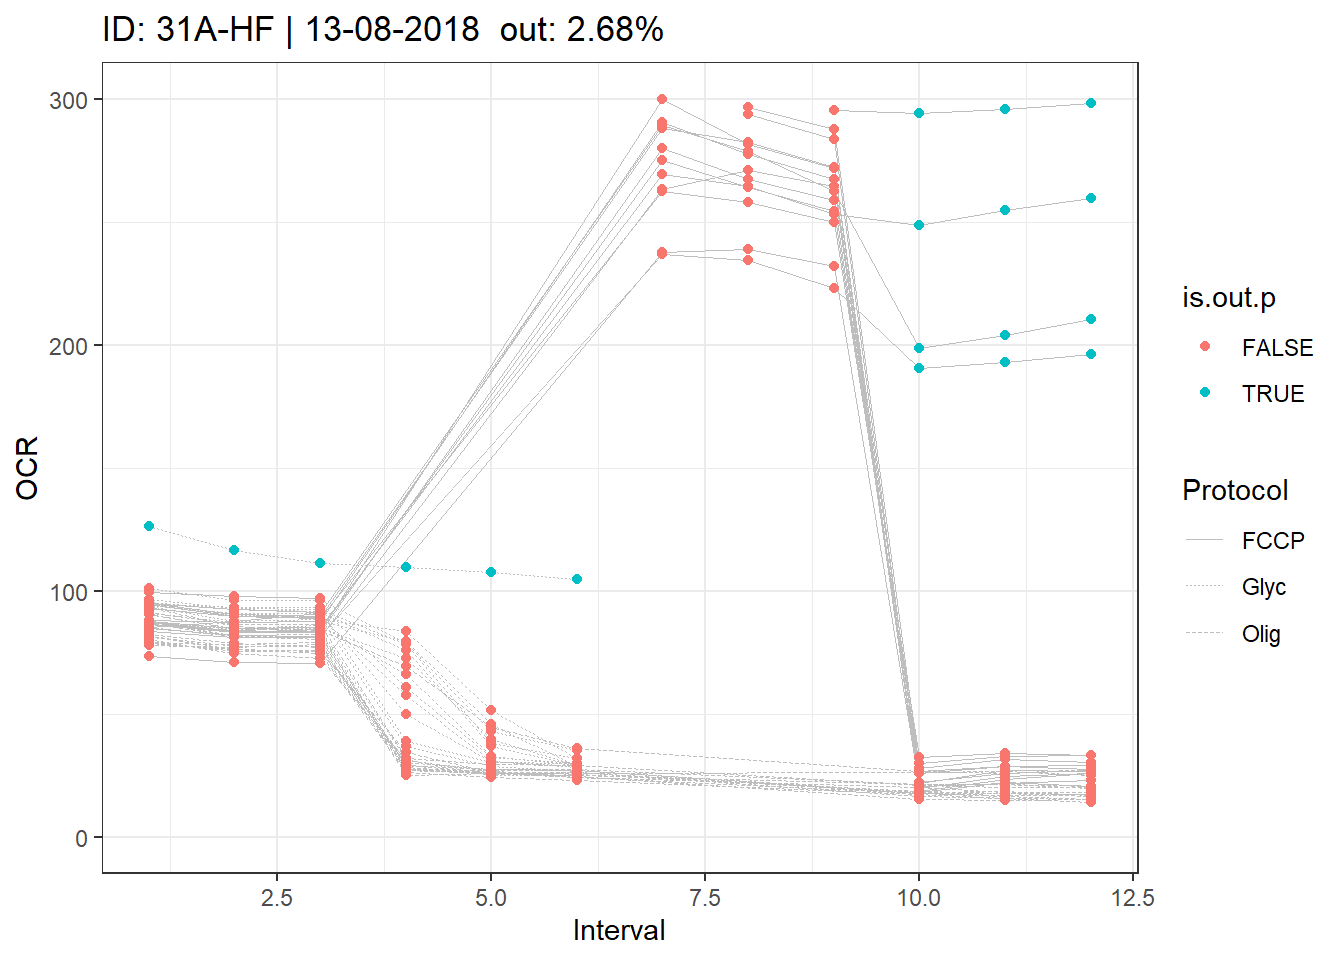 ID: 31A-HF | 13-08-2018  out: 2.68%
300
200
100
0
OCR
2.5
5.0
7.5
10.0
12.5
Interval
is.out.p
FALSE
TRUE
Protocol
FCCP
Glyc
Olig